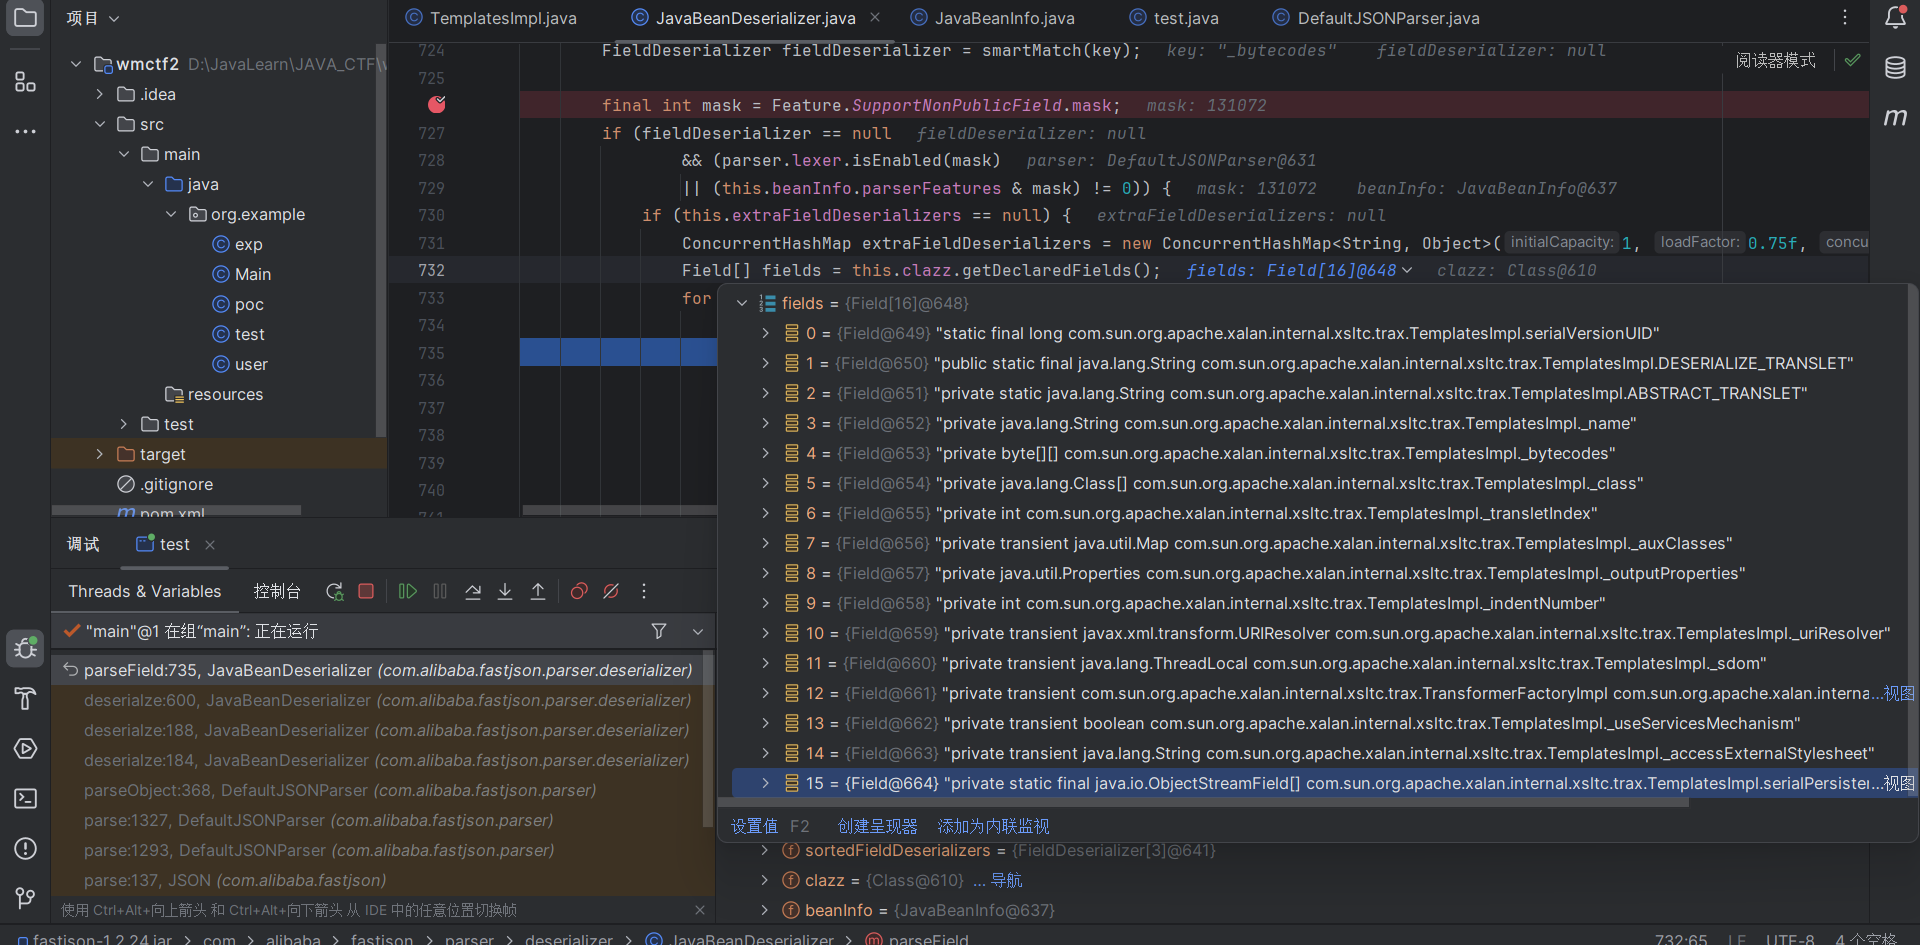 项目
TemplatesImpl.java
JavaBeanDeserializer.java
JavaBeanInfo.java
test.java
DefaultJSONParser.java
wmctf2 D:\JavaLearn\JAVA_CTF\
.idea
src
main
java
org.example
exp
Main
poc
test
user
resources
test
target
.gitignore
pom.xml
阅读器模式
724 FieldDeserializer fieldDeserializer = smartMatch(key); key: "_bytecodes" fieldDeserializer: null
725
final int mask = Feature.SupportNonPublicField.mask; mask: 131072
727 if (fieldDeserializer == null fieldDeserializer: null
728 && (parser.lexer.isEnabled(mask) parser: DefaultJSONParser@631
729 || (this.beanInfo.parserFeatures & mask) != 0)) { mask: 131072 beanInfo: JavaBeanInfo@637
730 if (this.extraFieldDeserializers == null) { extraFieldDeserializers: null
731 ConcurrentHashMap extraFieldDeserializers = new ConcurrentHashMap<String, Object>( initialCapacity: 1, loadFactor: 0.75f, concu
732 Field[] fields = this.clazz.getDeclaredFields(); fields: Field[16]@648 clazz: Class@610
733 for
734
735
736
737
738
739
740
741
fields = {Field[16]@648}
0 = {Field@649} "static final long com.sun.org.apache.xalan.internal.xsltc.trax.TemplatesImpl.serialVersionUID"
1 = {Field@650} "public static final java.lang.String com.sun.org.apache.xalan.internal.xsltc.trax.TemplatesImpl.DESERIALIZE_TRANSLET"
2 = {Field@651} "private static java.lang.String com.sun.org.apache.xalan.internal.xsltc.trax.TemplatesImpl.ABSTRACT_TRANSLET"
3 = {Field@652} "private java.lang.String com.sun.org.apache.xalan.internal.xsltc.trax.TemplatesImpl._name"
4 = {Field@653} "private byte[][] com.sun.org.apache.xalan.internal.xsltc.trax.TemplatesImpl._bytecodes"
5 = {Field@654} "private java.lang.Class[] com.sun.org.apache.xalan.internal.xsltc.trax.TemplatesImpl._class"
6 = {Field@655} "private int com.sun.org.apache.xalan.internal.xsltc.trax.TemplatesImpl._transletIndex"
7 = {Field@656} "private transient java.util.Map com.sun.org.apache.xalan.internal.xsltc.trax.TemplatesImpl._auxClasses"
8 = {Field@657} "private java.util.Properties com.sun.org.apache.xalan.internal.xsltc.trax.TemplatesImpl._outputProperties"
9 = {Field@658} "private int com.sun.org.apache.xalan.internal.xsltc.trax.TemplatesImpl._indentNumber"
10 = {Field@659} "private transient javax.xml.transform.URIResolver com.sun.org.apache.xalan.internal.xsltc.trax.TemplatesImpl._uriResolver"
11 = {Field@660} "private transient java.lang.ThreadLocal com.sun.org.apache.xalan.internal.xsltc.trax.TemplatesImpl._sdom"
12 = {Field@661} "private transient com.sun.org.apache.xalan.internal.xsltc.trax.TransformerFactoryImpl com.sun.org.apache.xalan.interna...视图
13 = {Field@662} "private transient boolean com.sun.org.apache.xalan.internal.xsltc.trax.TemplatesImpl._useServicesMechanism"
14 = {Field@663} "private transient java.lang.String com.sun.org.apache.xalan.internal.xsltc.trax.TemplatesImpl._accessExternalStylesheet"
15 = {Field@664} "private static final java.io.ObjectStreamField[] com.sun.org.apache.xalan.internal.xsltc.trax.TemplatesImpl.serialPersister...视图
设置值 F2 创建呈现器 添加为内联监视
sortedFieldDeserializers = {FieldDeserializer[3]@641}
clazz = {Class@610} ... 导航
beanInfo = {JavaBeanInfo@637}
调试 test
Threads & Variables 控制台
"main"@1 在组“main”: 正在运行
parseField:735, JavaBeanDeserializer (com.alibaba.fastjson.parser.deserializer)
deserialze:600, JavaBeanDeserializer (com.alibaba.fastjson.parser.deserializer)
deserialze:188, JavaBeanDeserializer (com.alibaba.fastjson.parser.deserializer)
deserialze:184, JavaBeanDeserializer (com.alibaba.fastjson.parser.deserializer)
parseObject:368, DefaultJSONParser (com.alibaba.fastjson.parser)
parse:1327, DefaultJSONParser (com.alibaba.fastjson.parser)
parse:1293, DefaultJSONParser (com.alibaba.fastjson.parser)
parse:137, JSON (com.alibaba.fastjson)
使用 Ctrl+Alt+向上箭头 和 Ctrl+Alt+向下箭头 从 IDE 中的任意位置切换帧
fastjson-1.2.24.jar > com > alibaba > fastjson > parser > deserializer > JavaBeanDeserializer > parseField
732:65 LF UTF-8 4 个空格